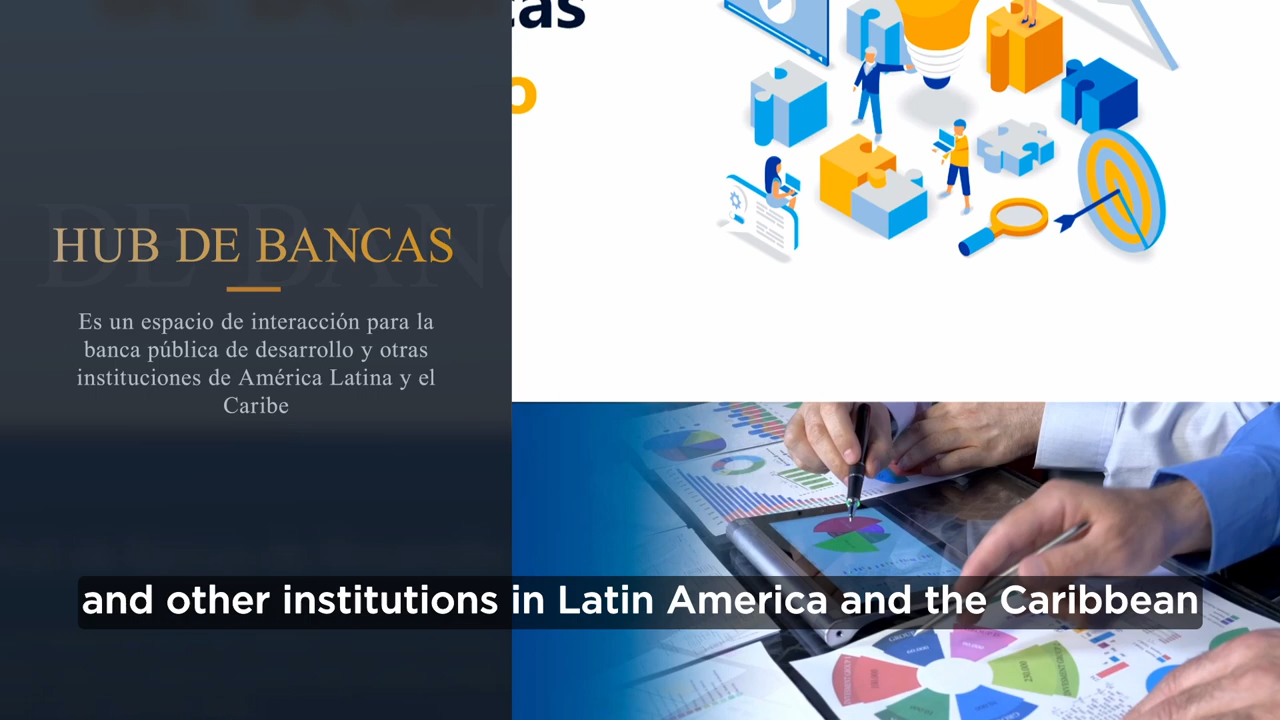 cas
o
HUB DE BANCAS
Es un espacio de interacción para la
banca pública de desarrollo y otras
instituciones de América Latina y el
Caribe
and other institutions in Latin America and the Caribbean